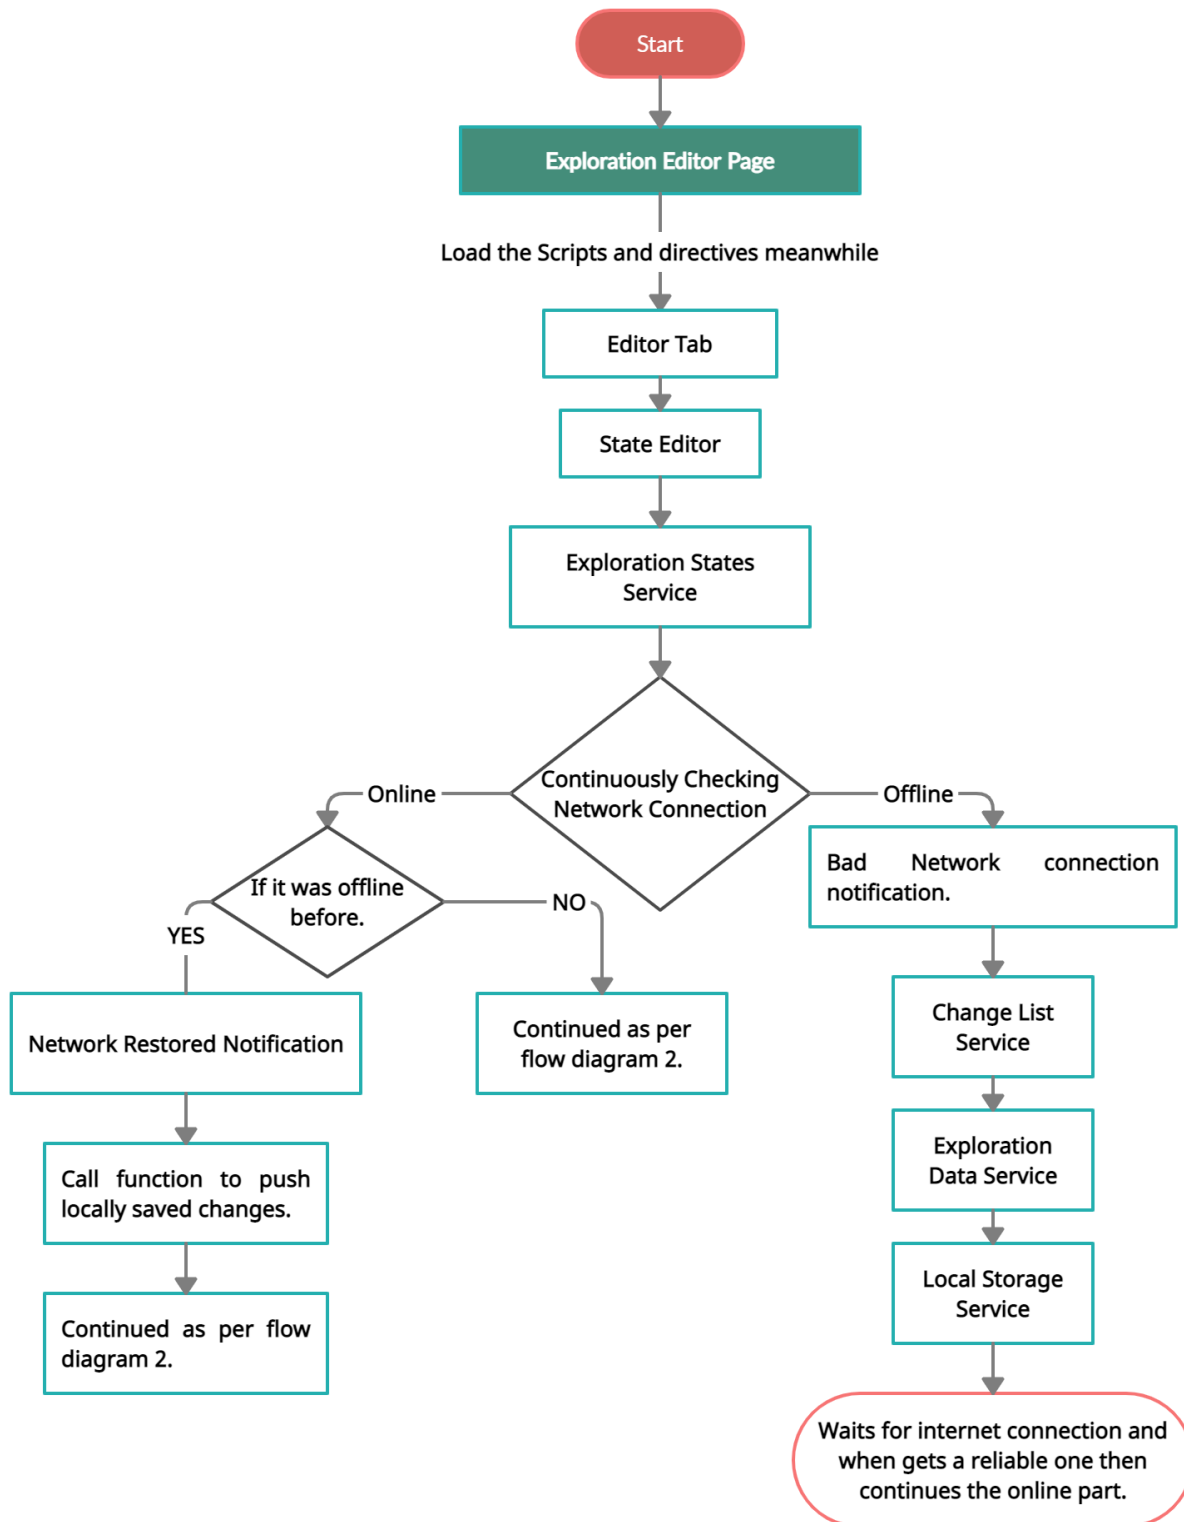 Start
Exploration Editor Page
Load the Scripts and directives meanwhile
Editor Tab
State Editor
Exploration States
Service
Continuously Checking
Network Connection
Online
Offline
If it was offline
before.
YES
NO
Bad Network connection
notification.
Network Restored Notification
Continued as per
flow diagram 2.
Change List
Service
Call function to push
locally saved changes.
Exploration
Data Service
Continued as per flow
diagram 2.
Local Storage
Service
Waits for internet connection and
when gets a reliable one then
continues the online part.